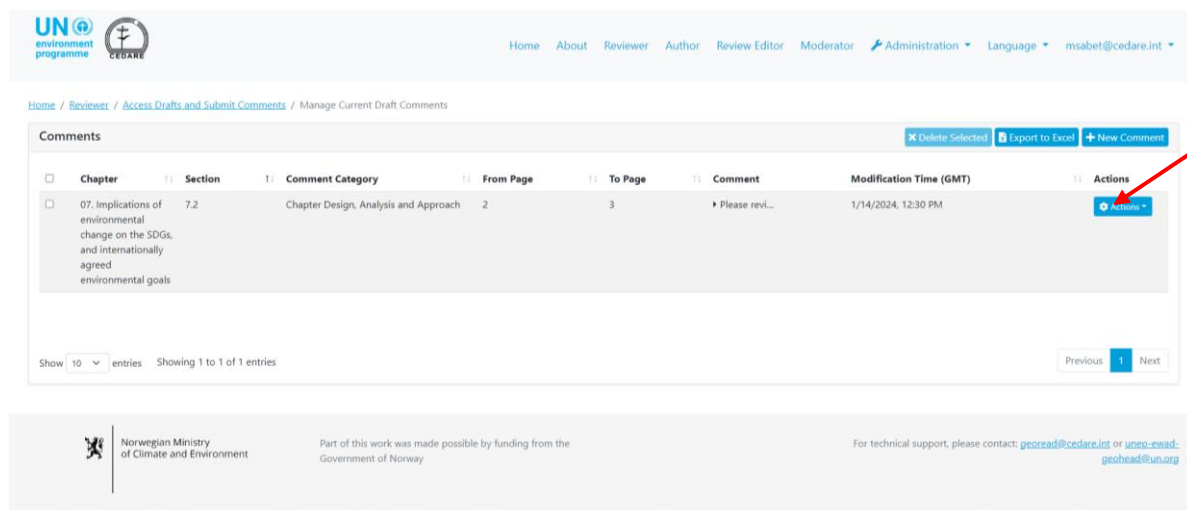 UN
environment
programme
CEDARE
Home About Reviewer Author Review Editor Moderator Administration Language msabet@cedare.int
Home / Reviewer / Access Drafts and Submit Comments / Manage Current Draft Comments
Comments
Delete Selected Export to Excel + New Comment
Chapter Section Comment Category From Page To Page Comment Modification Time (GMT) Actions
07. Implications of 7.2 Chapter Design, Analysis and Approach 2 3 Please revi... 1/14/2024, 12:30 PM Actions
environmental
change on the SDGs,
and internationally
agreed
environmental goals
Show 10 entries Showing 1 to 1 of 1 entries Previous 1 Next
Norwegian Ministry
of Climate and Environment
Part of this work was made possible by funding from the
Government of Norway
For technical support, please contact: georead@cedare.int or unep-ewad-
geohead@un.org